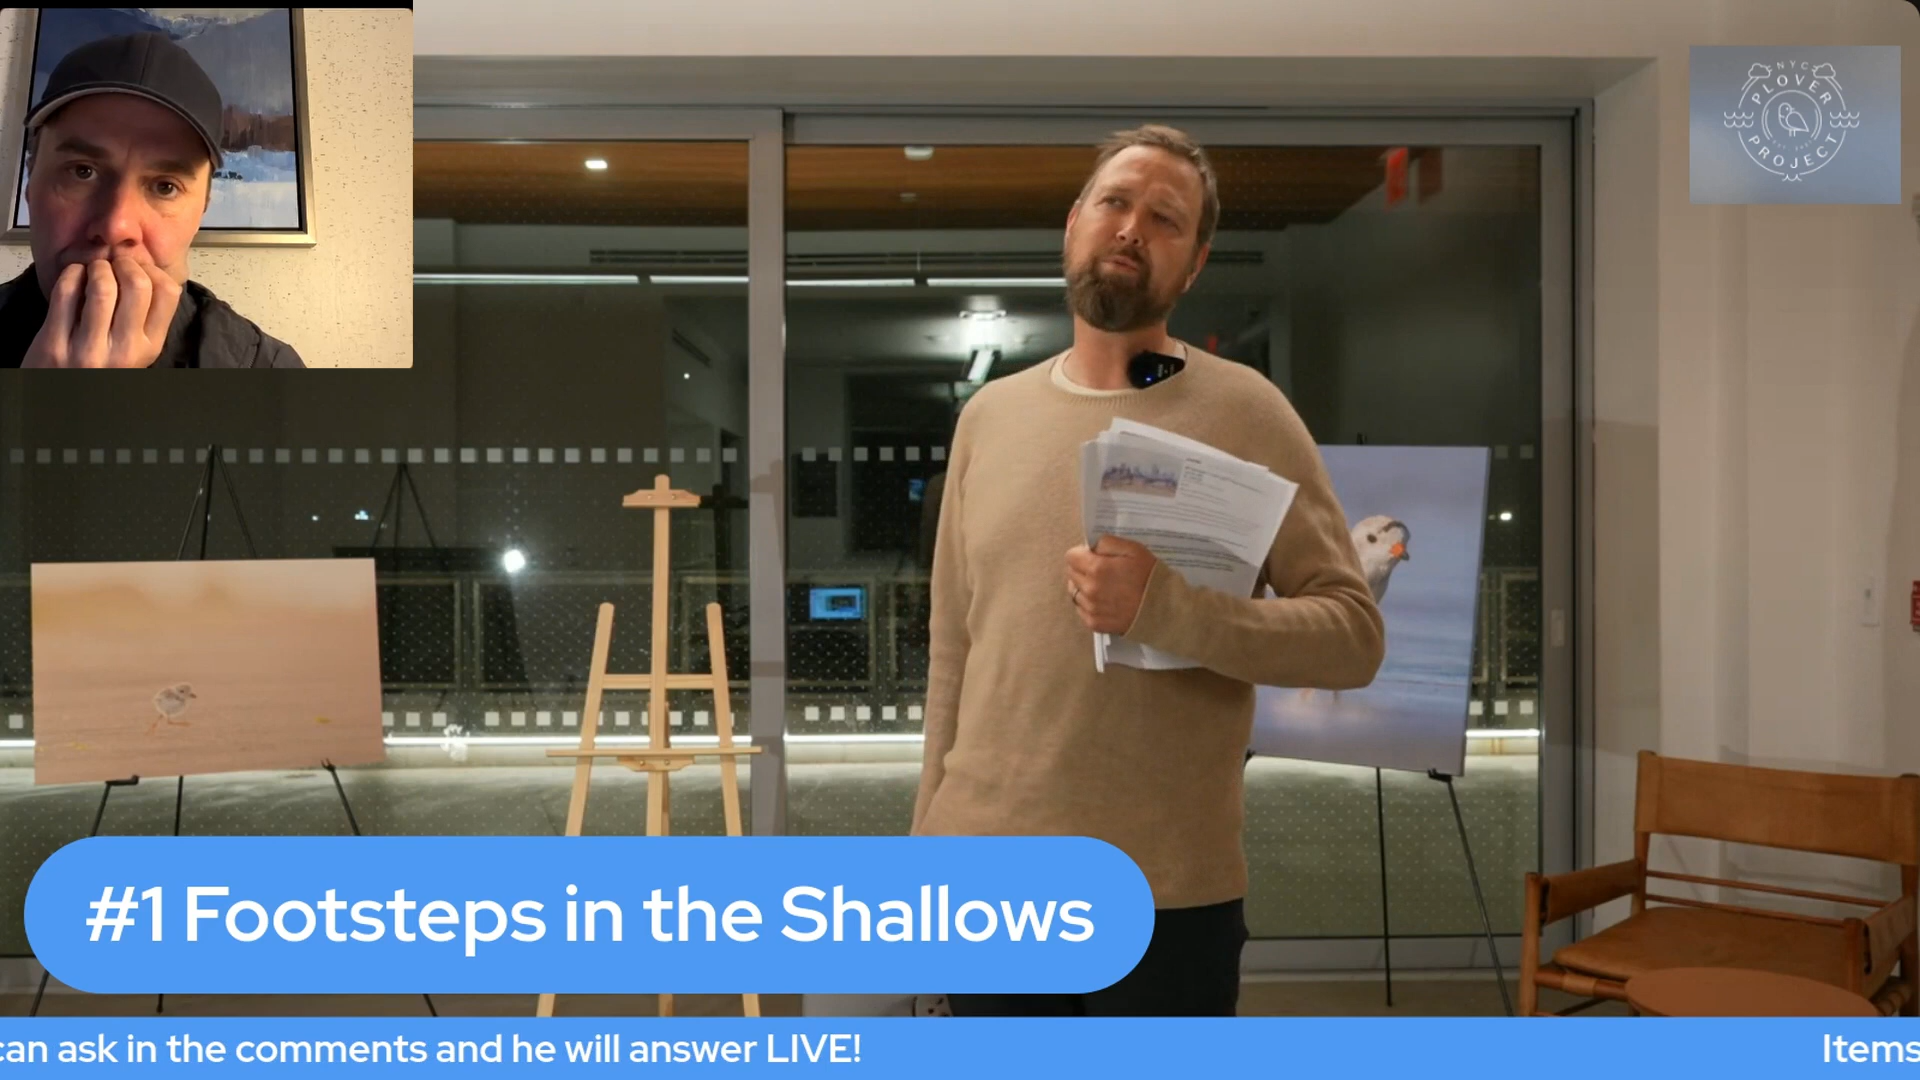 NYC
PLOVER
PROJECT
#1 Footsteps in the Shallows
can ask in the comments and he will answer LIVE!
Items